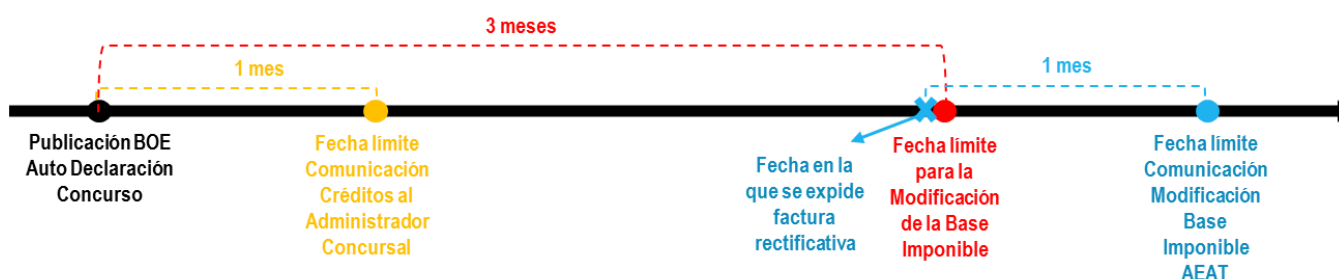 3 meses
1 mes
1 mes
Publicación BOE
Auto Declaración
Concurso
Fecha límite
Comunicación
Créditos al
Administrador
Concursal
Fecha en la
que se expide
factura
rectificativa
Fecha límite
para la
Modificación
de la Base
Imponible
Fecha límite
Comunicación
Modificación
Base
Imponible
AEAT